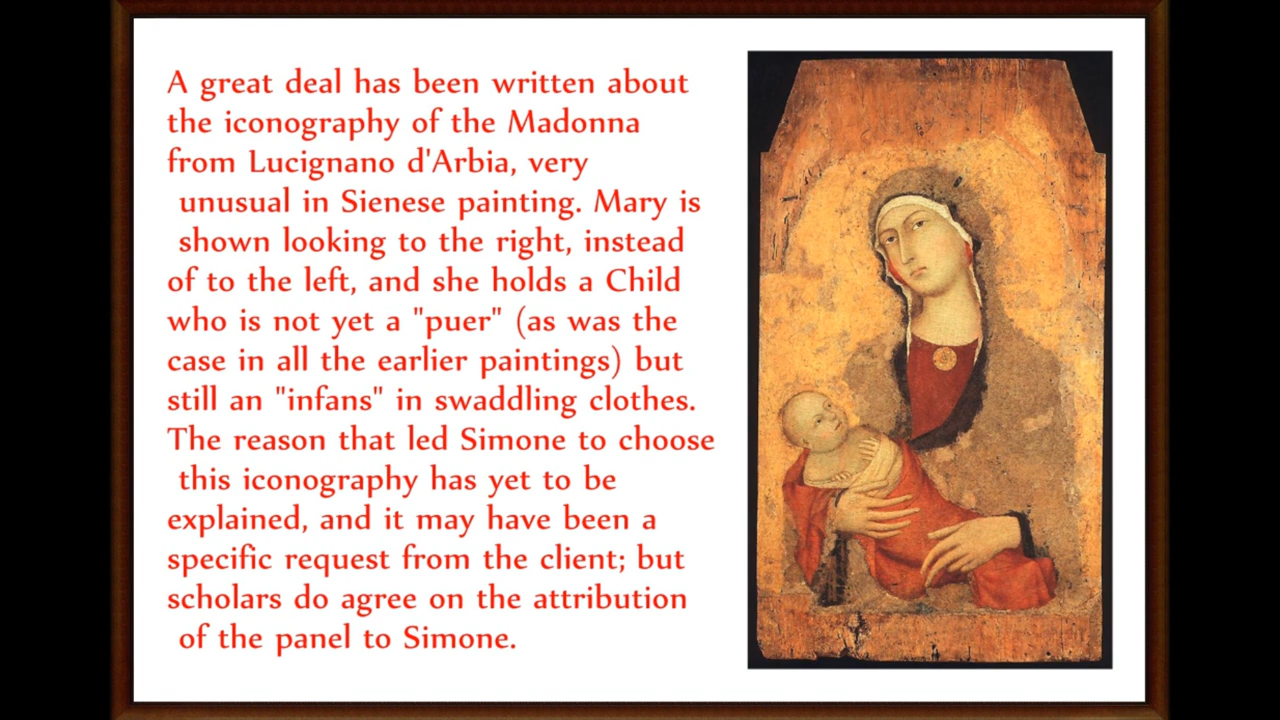 A great deal has been written about
the iconography of the Madonna
from Lucignano d'Arbia, very
unusual in Sienese painting. Mary is
shown looking to the right, instead
of to the left, and she holds a Child
who is not yet a "puer" (as was the
case in all the earlier paintings) but
still an "infans" in swaddling clothes.
The reason that led Simone to choose
this iconography has yet to be
explained, and it may have been a
specific request from the client; but
scholars do agree on the attribution
of the panel to Simone.